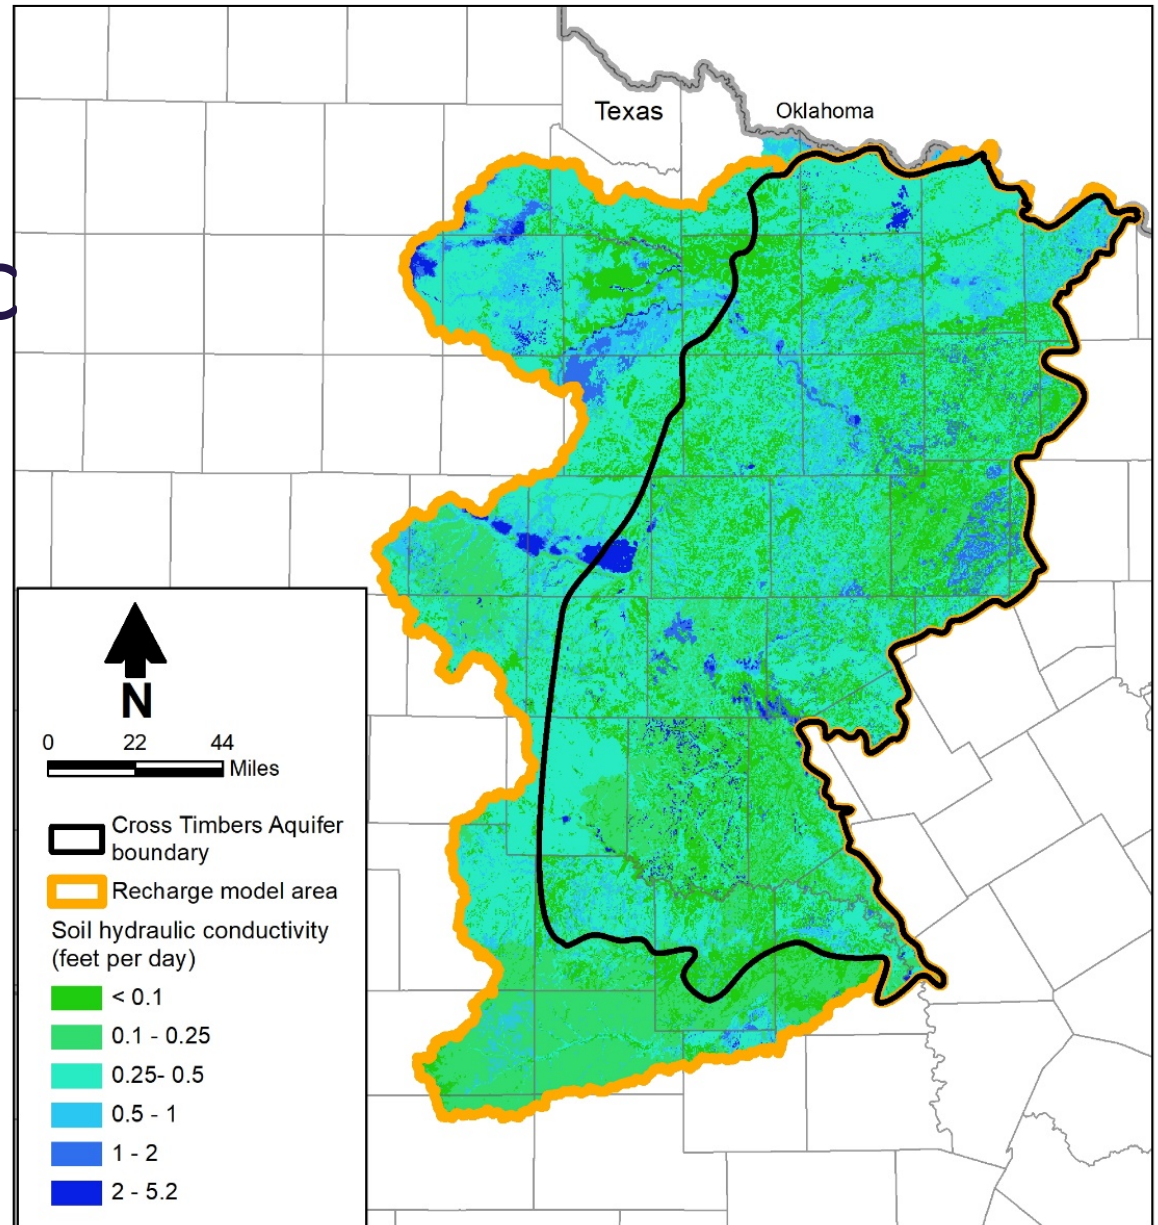 Texas
Oklahoma
N
0 22 44
Miles
Cross Timbers Aquifer
boundary
Recharge model area
Soil hydraulic conductivity
(feet per day)
< 0.1
0.1 - 0.25
0.25- 0.5
0.5 - 1
1 - 2
2 - 5.2